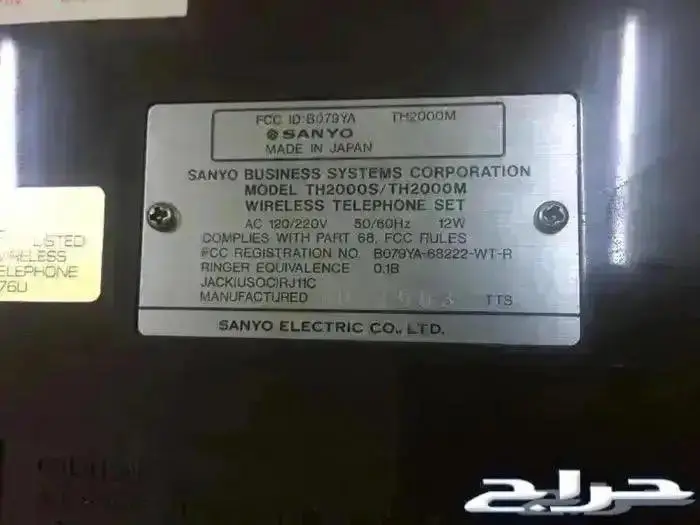 FCC ID:B079YA TH2000M
SANYO
MADE IN JAPAN
SANYO BUSINESS SYSTEMS CORPORATION
MODEL TH2000S/TH2000M
WIRELESS TELEPHONE SET
AC 120/220V 50/60Hz 12W
COMPLIES WITH PART 68, FCC RULES
FCC REGISTRATION NO. B079YA-68222-WT-R
RINGER EQUIVALENCE 0.1B
JACK(USOC)RJ11C
MANUFACTURED TTS
SANYO ELECTRIC CO., LTD.
LISTED
WIRELESS
TELEPHONE
76U
حراج